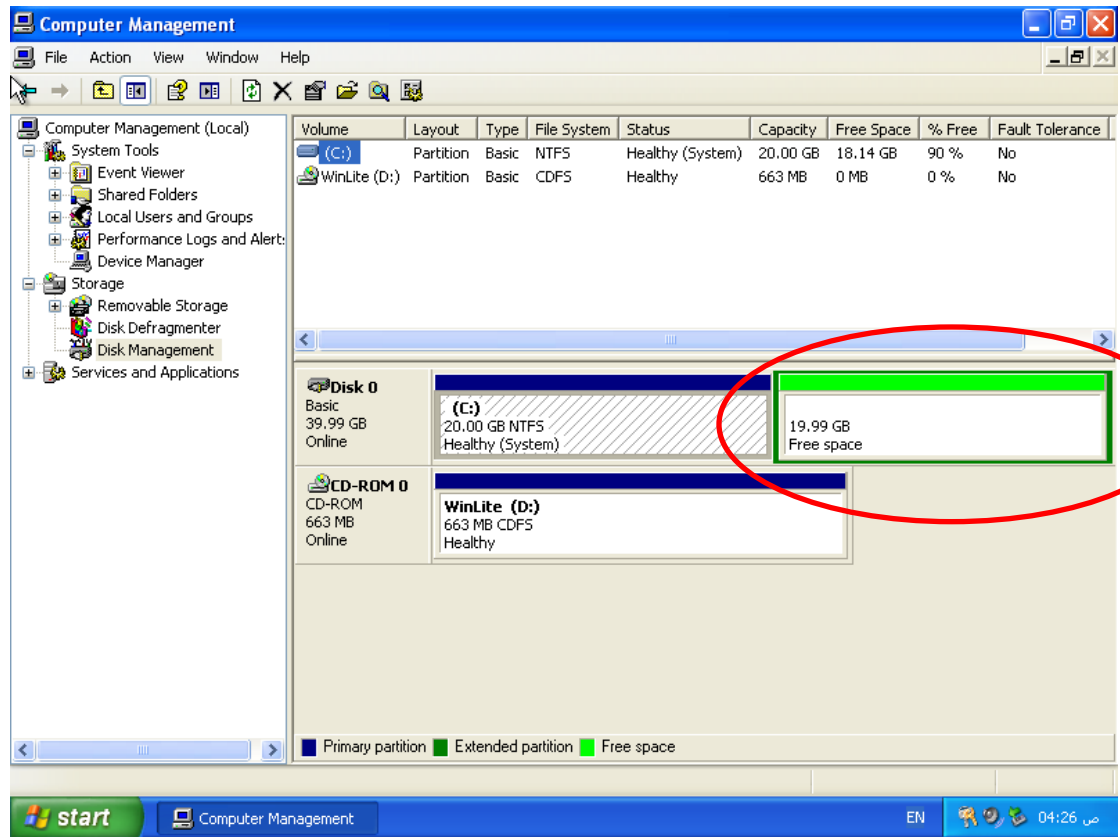 Computer Management
File Action View Window Help
Computer Management (Local)
System Tools
Event Viewer
Shared Folders
Local Users and Groups
Performance Logs and Alert
Device Manager
Storage
Removable Storage
Disk Defragmenter
Disk Management
Services and Applications
Volume Layout Type File System Status Capacity Free Space % Free Fault Tolerance
(C:) Partition Basic NTFS Healthy (System) 20.00 GB 18.14 GB 90 % No
WinLite (D:) Partition Basic CDFS Healthy 663 MB 0 MB 0 % No
Disk 0
Basic
39.99 GB
Online
(C:)
20.00 GB NTFS
Healthy (System)
19.99 GB
Free space
CD-ROM 0
CD-ROM
663 MB
Online
WinLite (D:)
663 MB CDFS
Healthy
Primary partition Extended partition Free space
start Computer Management EN 04:26 ص